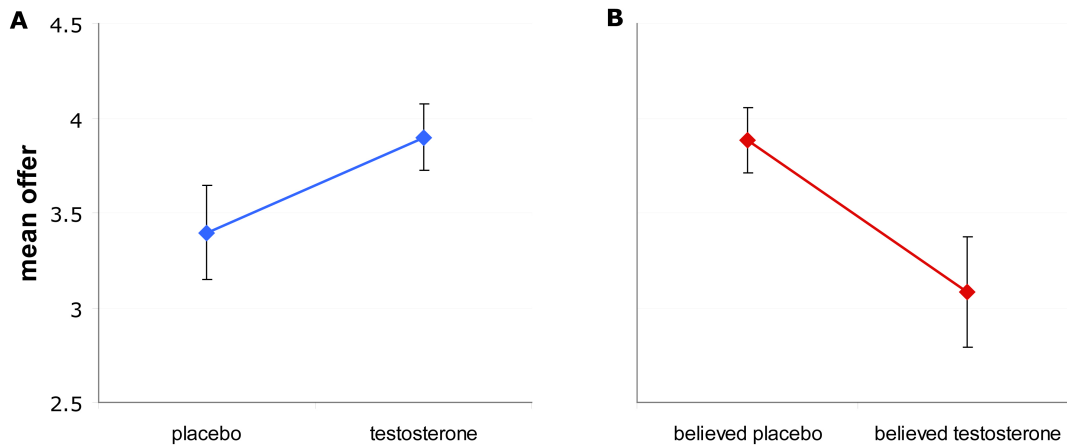 A
mean offer
4.5
4
3.5
3
2.5
placebo testosterone
B
believed placebo believed testosterone